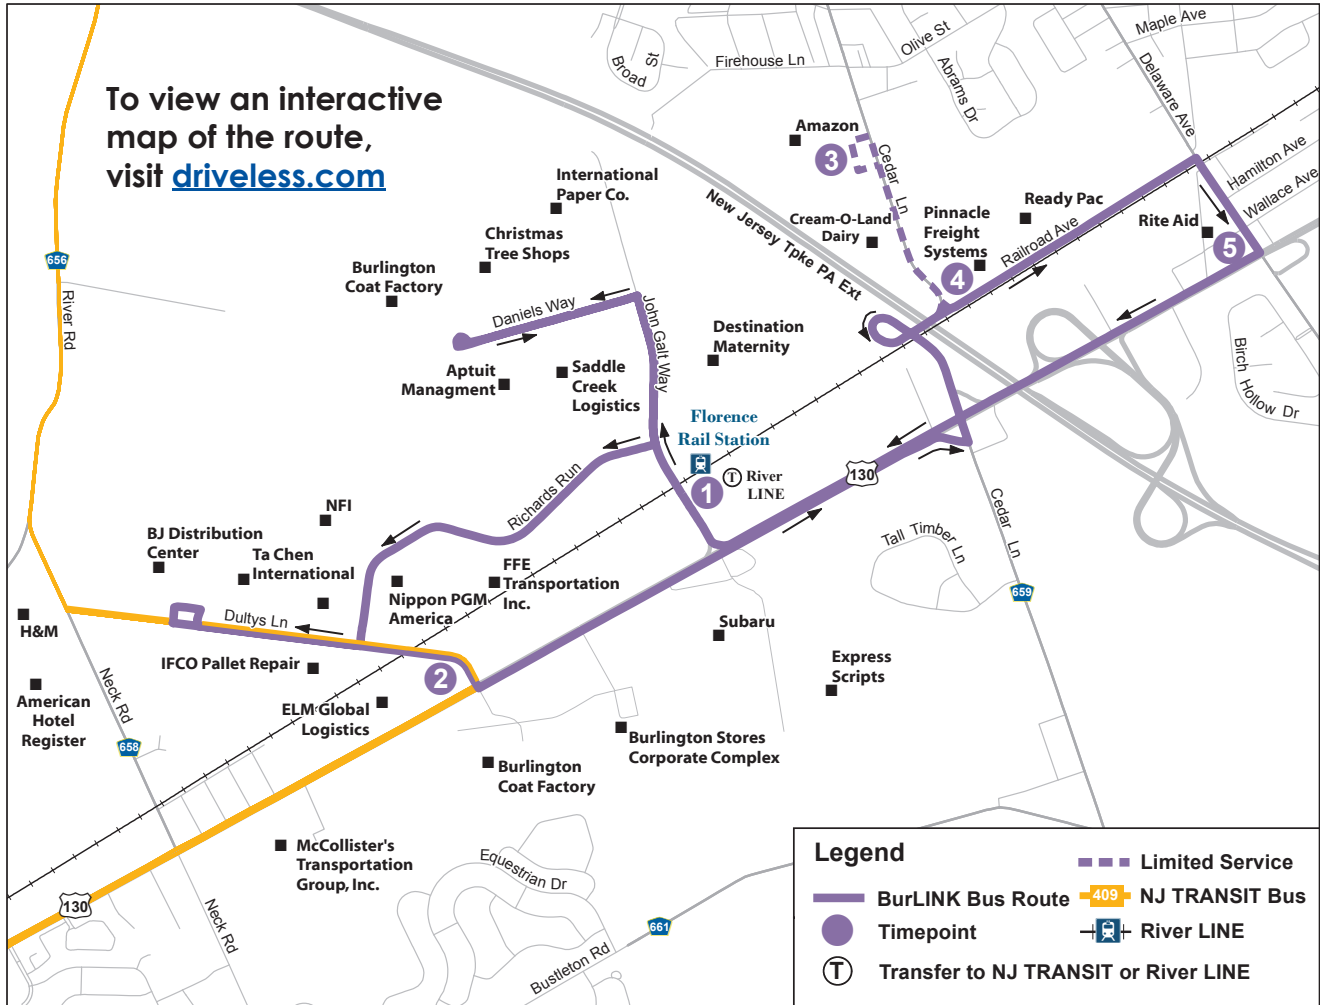 To view an interactive
map of the route,
visit driveless.com
Maple Ave
Olive St
Broad St
Firehouse Ln
Abrams Dr
Delaware Ave
Amazon
3
Cedar Ln
Hamilton Ave
Wallace Ave
International
Paper Co.
New Jersey Tpke PA Ext
Ready Pac
Cream-O-Land
Dairy
Pinnacle
Freight
Systems
Railroad Ave
Rite Aid
5
4
Christmas
Tree Shops
Burlington
Coat Factory
656
River Rd
Daniels Way
John Galt Way
Destination
Maternity
Birch Hollow Dr
Aptuit
Managment
Saddle
Creek
Logistics
Florence
Rail Station
1
T
River
LINE
130
Richards Run
Cedar Ln
NFI
BJ Distribution
Center
Ta Chen
International
FFE
Transportation
Inc.
Nippon PGM
America
Tall Timber Ln
659
H&M
Dultys Ln
Subaru
IFCO Pallet Repair
2
Express
Scripts
American
Hotel
Register
Neck Rd
ELM Global
Logistics
658
Burlington Stores
Corporate Complex
Burlington
Coat Factory
McCollister's
Transportation
Group, Inc.
Equestrian Dr
130
Neck Rd
661
Bustleton Rd
Legend
Limited Service
BurLINK Bus Route
409
NJ TRANSIT Bus
Timepoint
River LINE
T
Transfer to NJ TRANSIT or River LINE